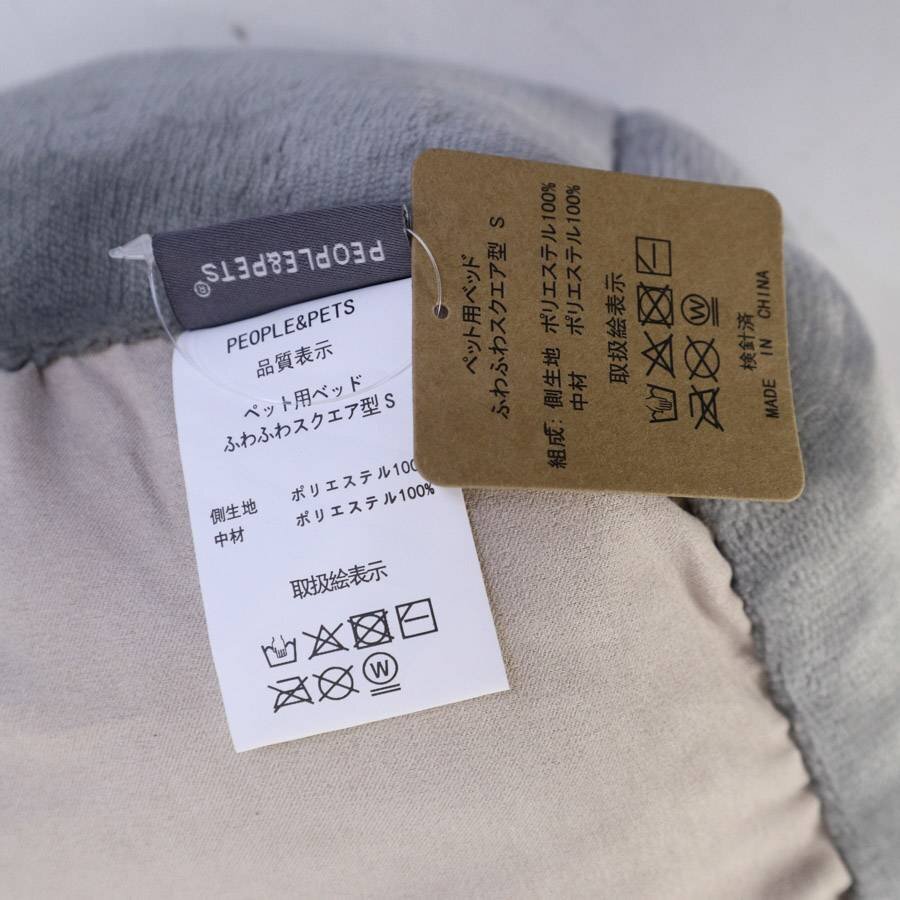 PEOPLE&PETS®
PEOPLE&PETS
品質表示
ペット用ベッド
ふわふわスクエア型 S
側生地 ポリエステル100%
中材 ポリエステル100%
取扱絵表示
W
ペット用ベッド
ふわふわスクエア型 S
組成: 側生地 ポリエステル100%
中材 ポリエステル100%
取扱絵表示
W
検針済
MADE IN CHINA